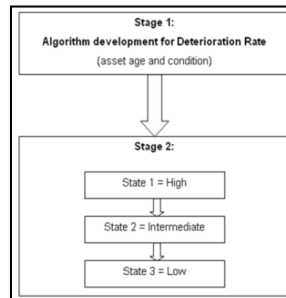 Stage 1:
Algorithm development for Deterioration Rate
(asset age and condition)
Stage 2:
State 1 = High
State 2 = Intermediate
State 3 = Low